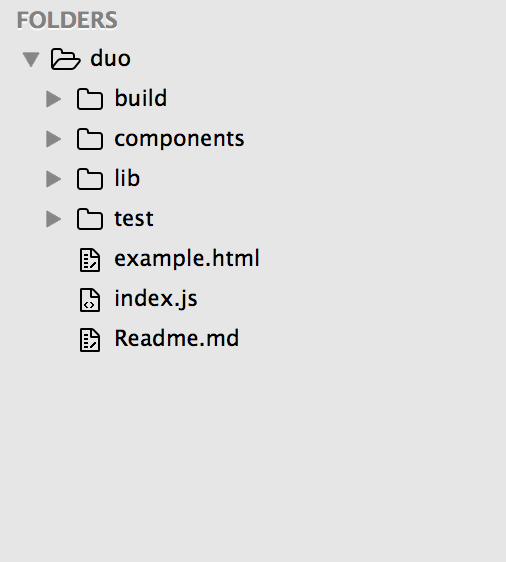 FOLDERS
duo
build
components
lib
test
example.html
index.js
Readme.md